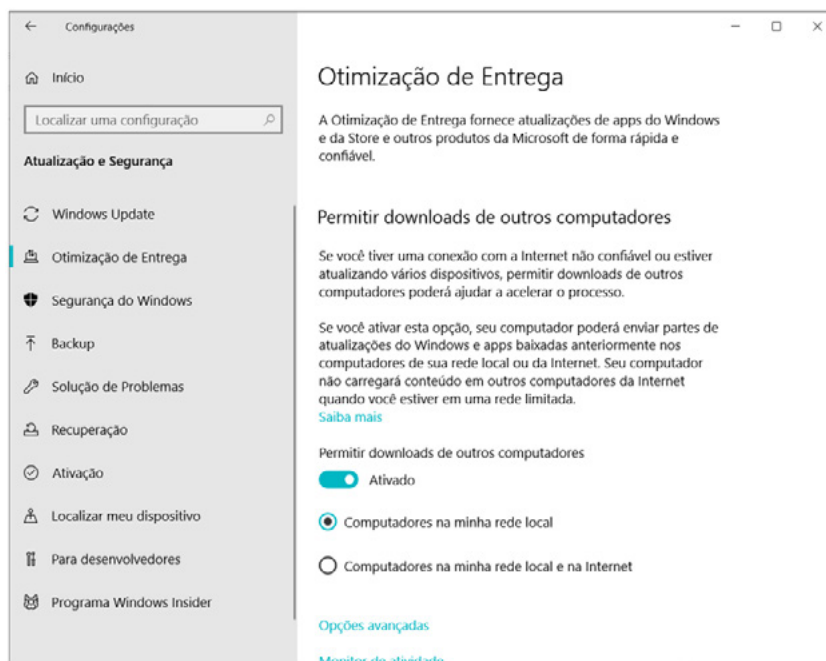 Configurações
Início
Localizar uma configuração
Atualização e Segurança
Windows Update
Otimização de Entrega
Segurança do Windows
Backup
Solução de Problemas
Recuperação
Ativação
Localizar meu dispositivo
Para desenvolvedores
Programa Windows Insider
Otimização de Entrega
A Otimização de Entrega fornece atualizações de apps do Windows
e da Store e outros produtos da Microsoft de forma rápida e
confiável.
Permitir downloads de outros computadores
Se você tiver uma conexão com a Internet não confiável ou estiver
atualizando vários dispositivos, permitir downloads de outros
computadores poderá ajudar a acelerar o processo.
Se você ativar esta opção, seu computador poderá enviar partes de
atualizações do Windows e apps baixadas anteriormente nos
computadores de sua rede local ou da Internet. Seu computador
não carregará conteúdo em outros computadores da Internet
quando você estiver em uma rede limitada.
Saiba mais
Permitir downloads de outros computadores
Ativado
Computadores na minha rede local
Computadores na minha rede local e na Internet
Opções avançadas
Monitor de atividade